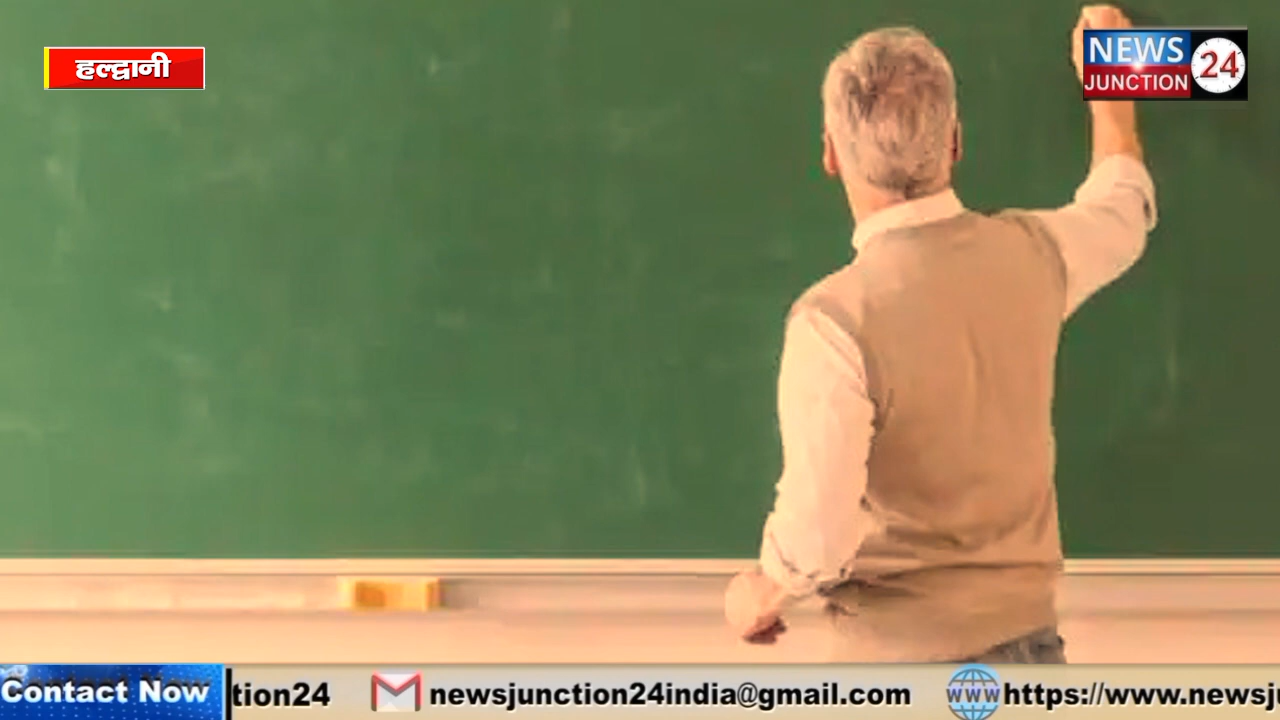 हल्द्वानी
NEWS
JUNCTION
24
Contact Now
tion24
newsjunction24india@gmail.com
www
https://www.newsj